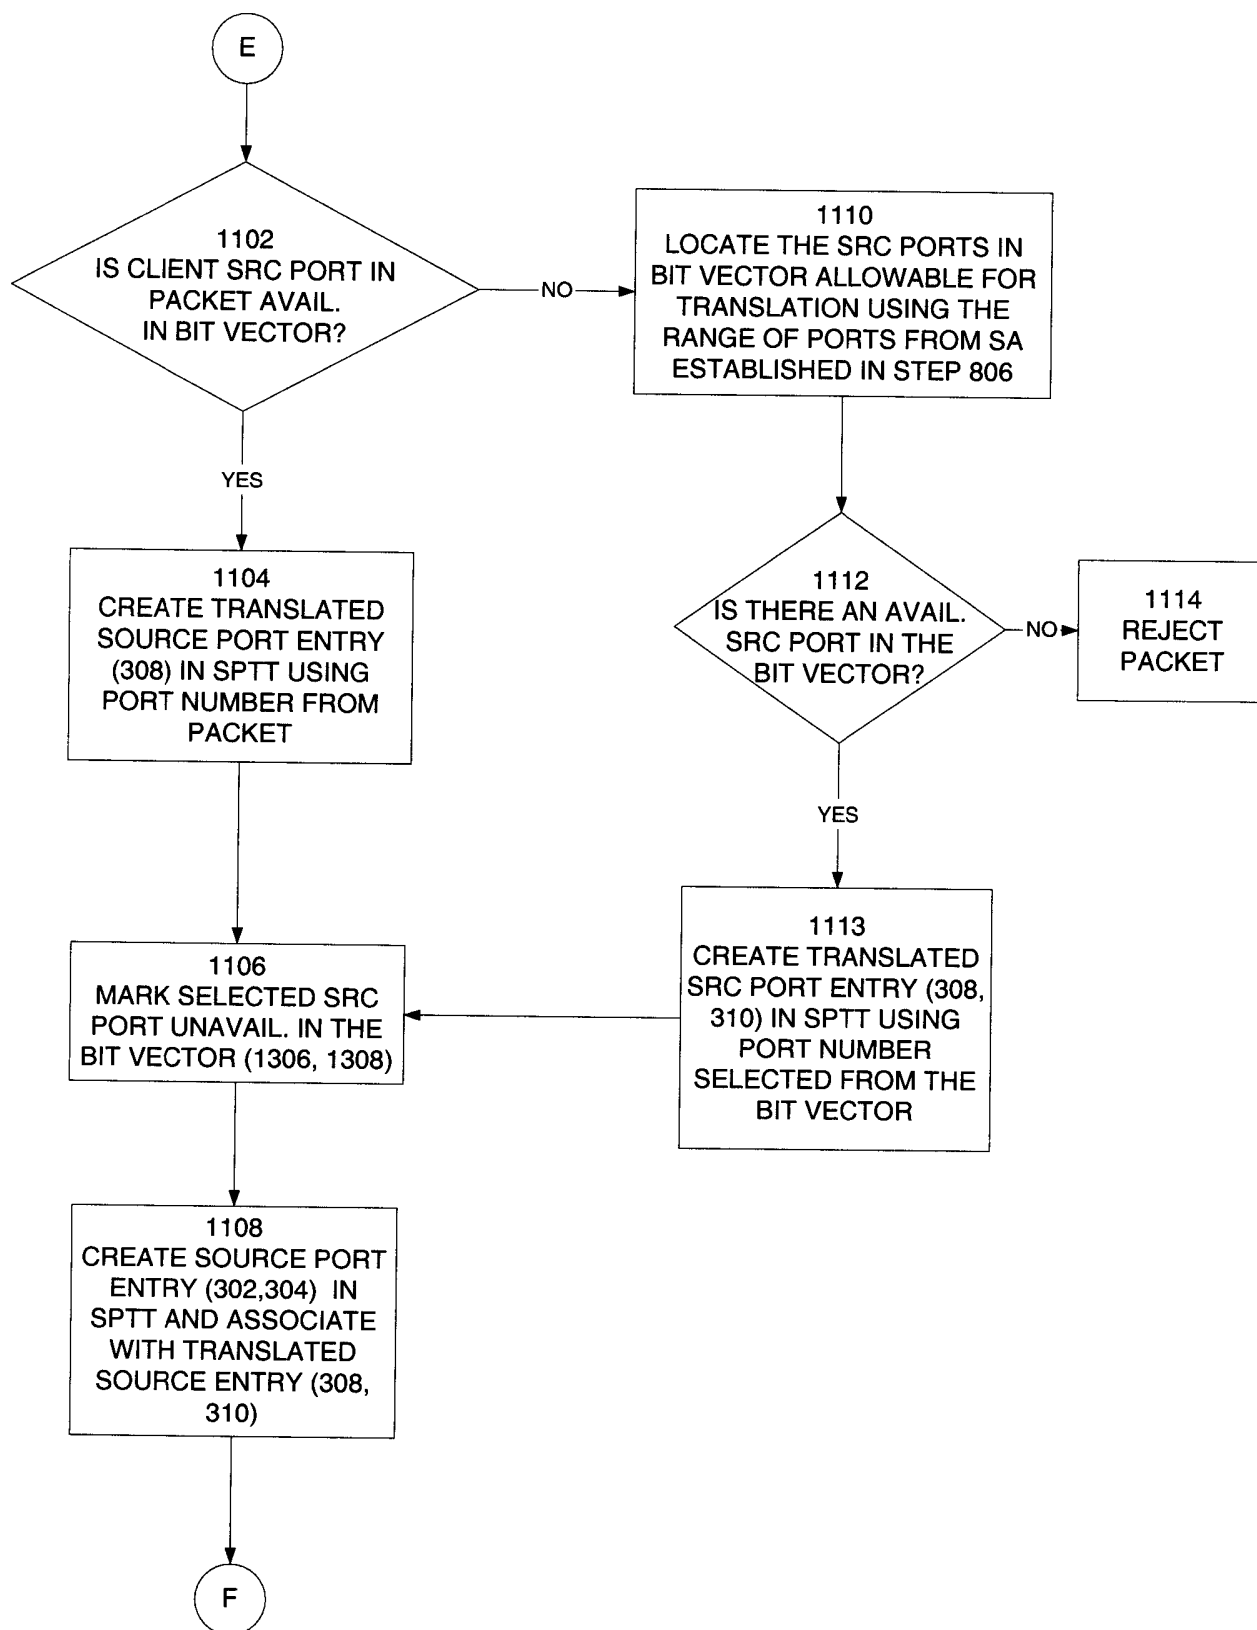 E
1102
IS CLIENT SRC PORT IN
PACKET AVAIL.
IN BIT VECTOR?
NO
1110
LOCATE THE SRC PORTS IN
BIT VECTOR ALLOWABLE FOR
TRANSLATION USING THE
RANGE OF PORTS FROM SA
ESTABLISHED IN STEP 806
YES
1104
CREATE TRANSLATED
SOURCE PORT ENTRY
(308) IN SPTT USING
PORT NUMBER FROM
PACKET
1112
IS THERE AN AVAIL.
SRC PORT IN THE
BIT VECTOR?
NO
1114
REJECT
PACKET
YES
1113
CREATE TRANSLATED
SRC PORT ENTRY (308,
310) IN SPTT USING
PORT NUMBER
SELECTED FROM THE
BIT VECTOR
1106
MARK SELECTED SRC
PORT UNAVAIL. IN THE
BIT VECTOR (1306, 1308)
1108
CREATE SOURCE PORT
ENTRY (302,304) IN
SPTT AND ASSOCIATE
WITH TRANSLATED
SOURCE ENTRY (308,
310)
F